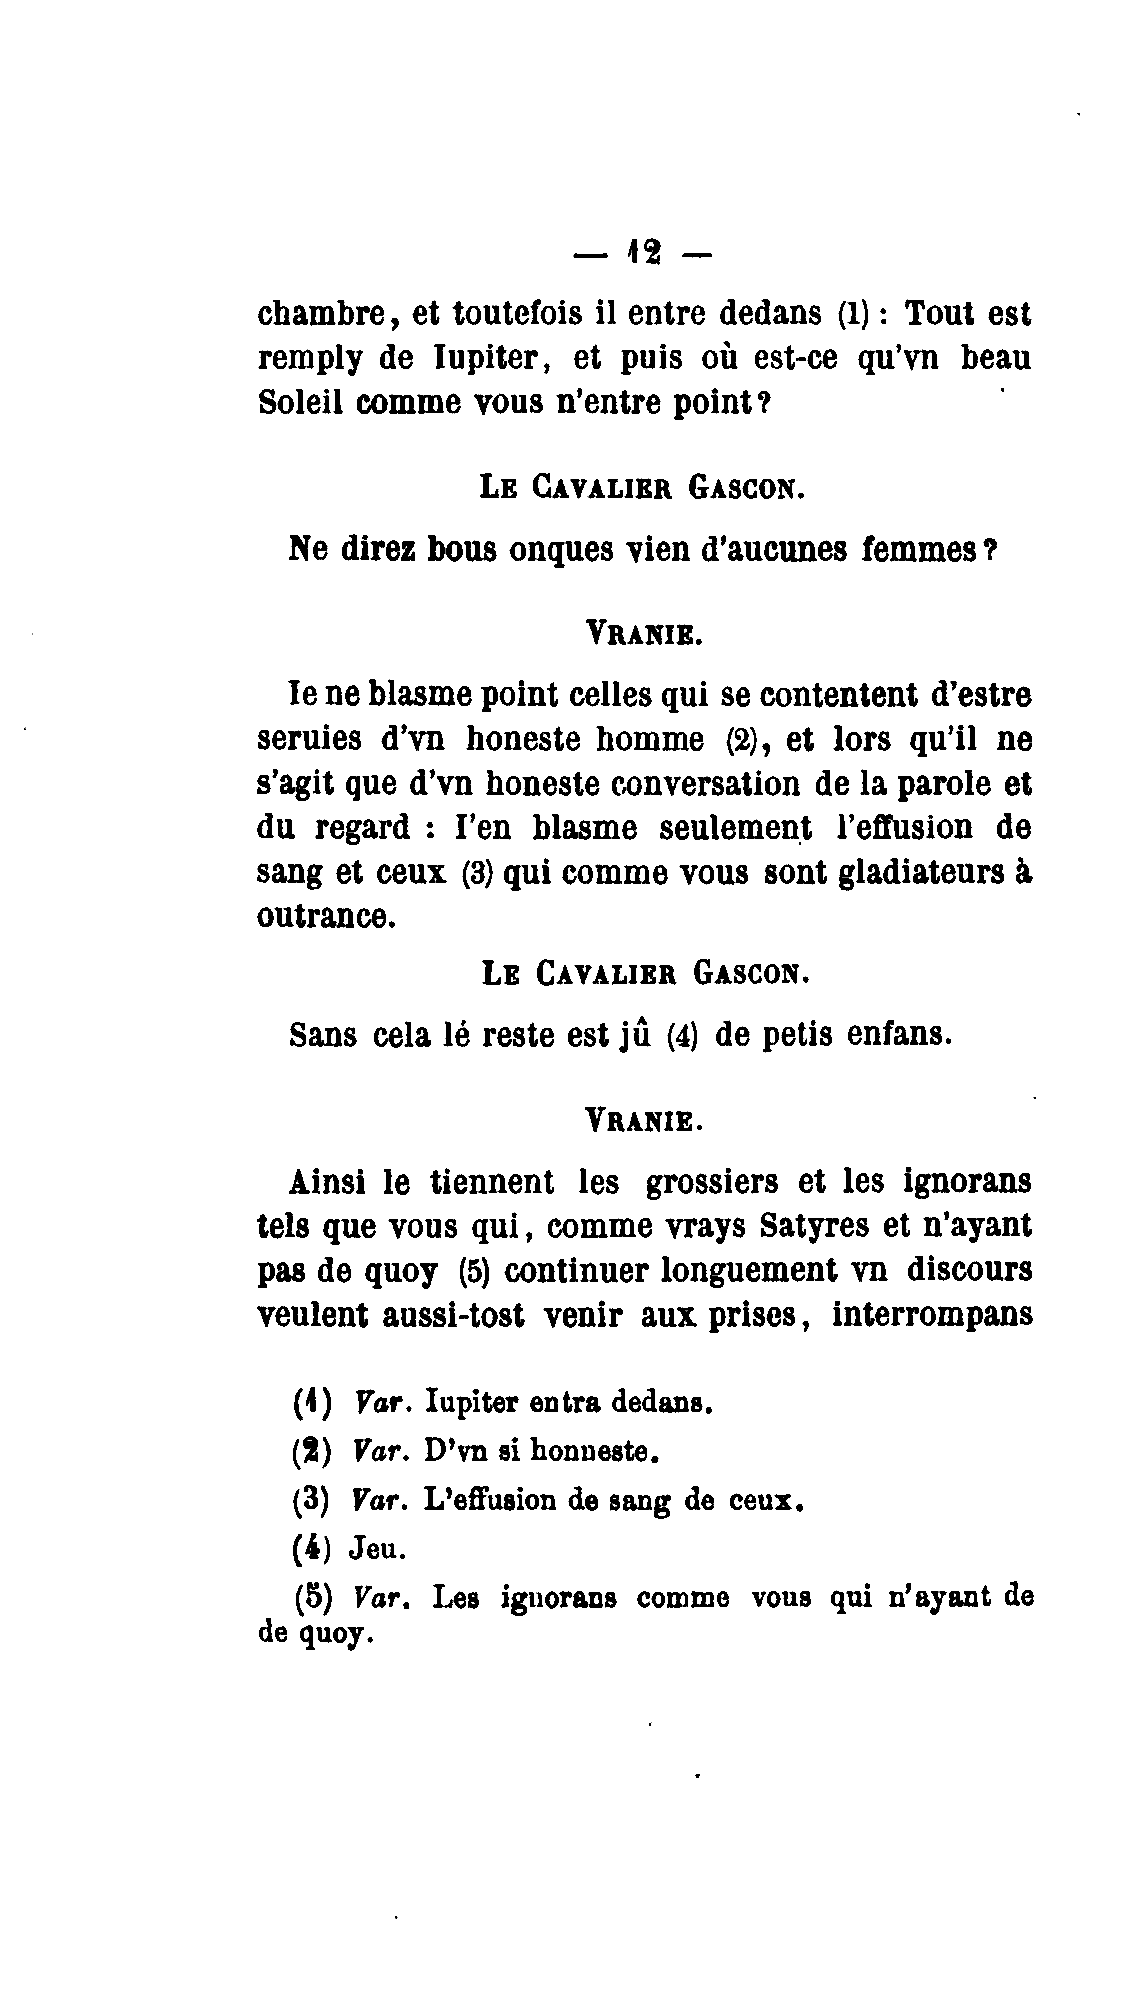 — 12 —
chambre, et toutefois il entre dedans (1) : Tout est
remply de Iupiter, et puis où est-ce qu'vn beau
Soleil comme vous n'entre point?
LE CAVALIER GASCON.
Ne direz bous onques vien d'aucunes femmes?
VRANIE.
Ie ne blasme point celles qui se contentent d'estre
seruies d'vn honeste homme (2), et lors qu'il ne
s'agit que d'vn honeste conversation de la parole et
du regard : I'en blasme seulement l'effusion de
sang et ceux (3) qui comme vous sont gladiateurs à
outrance.
LE CAVALIER GASCON.
Sans cela lé reste est jû (4) de petis enfans.
VRANIE.
Ainsi le tiennent les grossiers et les ignorans
tels que vous qui, comme vrays Satyres et n'ayant
pas de quoy (5) continuer longuement vn discours
veulent aussi-tost venir aux prises, interrompans
(1) Var. Iupiter entra dedans.
(2) Var. D'vn si honneste.
(3) Var. L'effusion de sang de ceux.
(4) Jeu.
(5) Var. Les ignorans comme vous qui n'ayant de
de quoy.